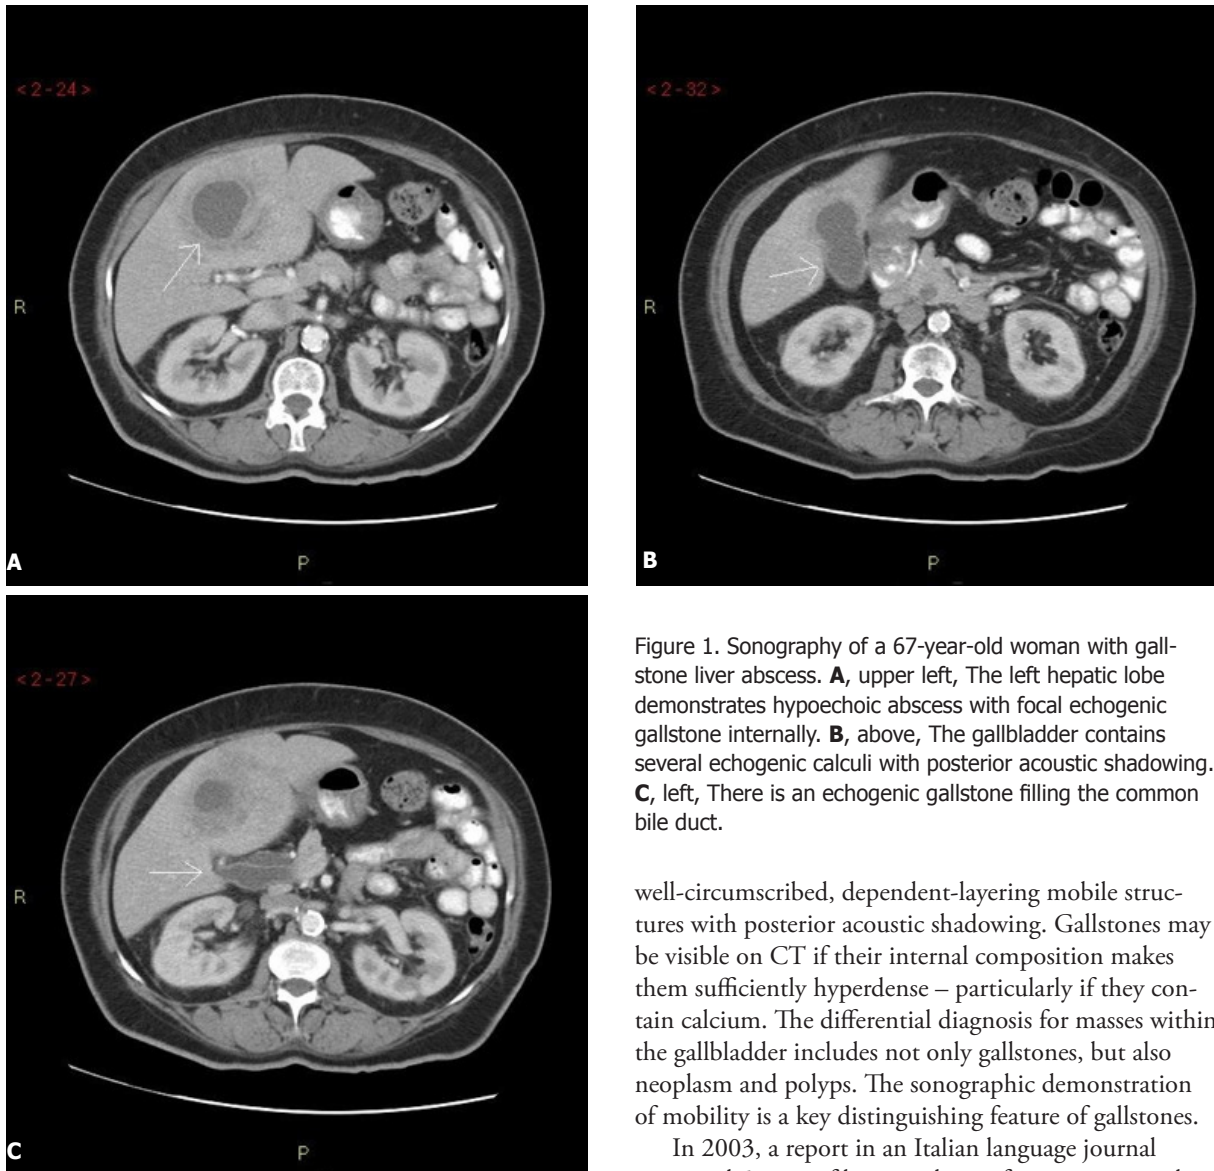 < 2 - 24 >
R
A
P
< 2 - 32 >
R
B
P
< 2 - 27 >
R
C
P
Figure 1. Sonography of a 67-year-old woman with gall-
stone liver abscess. A, upper left, The left hepatic lobe
demonstrates hypoechoic abscess with focal echogenic
gallstone internally. B, above, The gallbladder contains
several echogenic calculi with posterior acoustic shadowing.
C, left, There is an echogenic gallstone filling the common
bile duct.
well-circumscribed, dependent-layering mobile struc-
tures with posterior acoustic shadowing. Gallstones may
be visible on CT if their internal composition makes
them sufficiently hyperdense – particularly if they con-
tain calcium. The differential diagnosis for masses within
the gallbladder includes not only gallstones, but also
neoplasm and polyps. The sonographic demonstration
of mobility is a key distinguishing feature of gallstones.
In 2003, a report in an Italian language journal